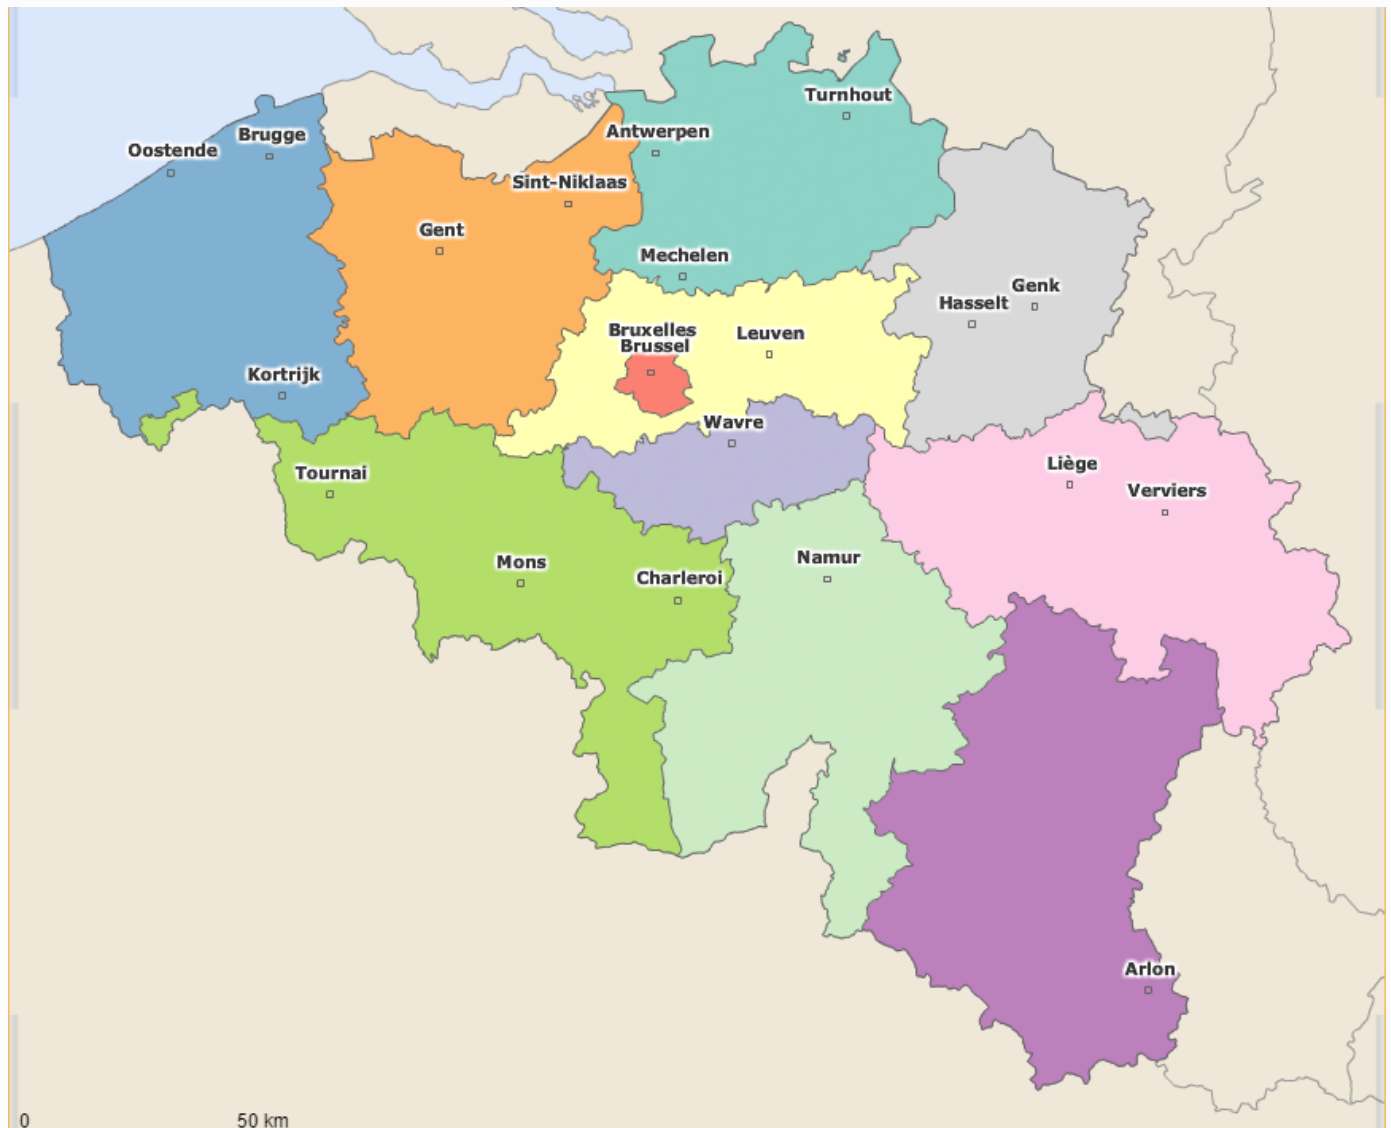 Turnhout
Antwerpen
Brugge
Oostende
Sint-Niklaas
Gent
Mechelen
Genk
Hasselt
Bruxelles
Brussel
Leuven
Kortrijk
Wavre
Liège
Tournai
Verviers
Namur
Mons
Charleroi
Arlon
0 50 km